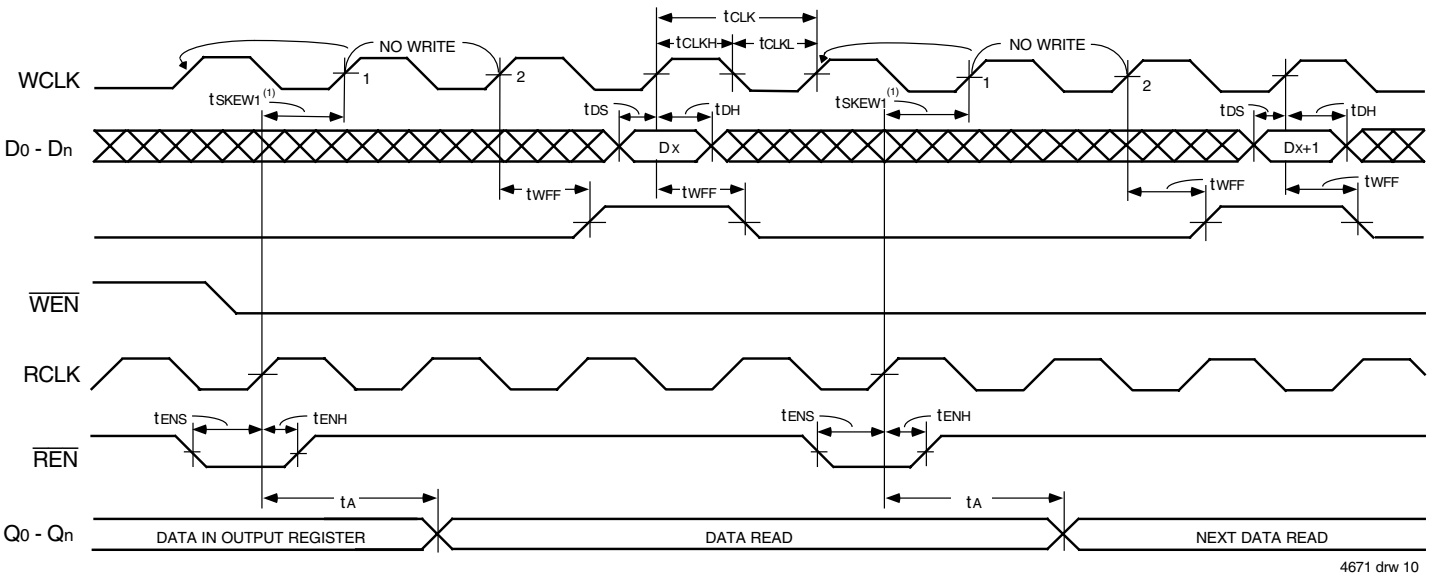 tCLK
NO WRITE tCLKH tCLKL NO WRITE
WCLK 1 2 1 2
tSKEW1(1) tDS tDH tSKEW1(1) tDS tDH
D0 - Dn DX DX+1
tWFF tWFF tWFF tWFF
WEN
RCLK
tENS tENH tENS tENH
REN
tA tA
Q0 - Qn DATA IN OUTPUT REGISTER DATA READ NEXT DATA READ
4671 drw 10